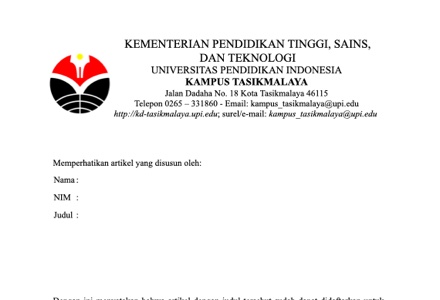 KEMENTERIAN PENDIDIKAN TINGGI, SAINS,
DAN TEKNOLOGI
UNIVERSITAS PENDIDIKAN INDONESIA
KAMPUS TASIKMALAYA
Jalan Dadaha No. 18 Kota Tasikmalaya 46115
Telepon 0265 – 331860 - Email: kampus_tasikmalaya@upi.edu
http://kd-tasikmalaya.upi.edu; surel/e-mail: kampus_tasikmalaya@upi.edu
Memperhatikan artikel yang disusun oleh:
Nama :
NIM :
Judul :